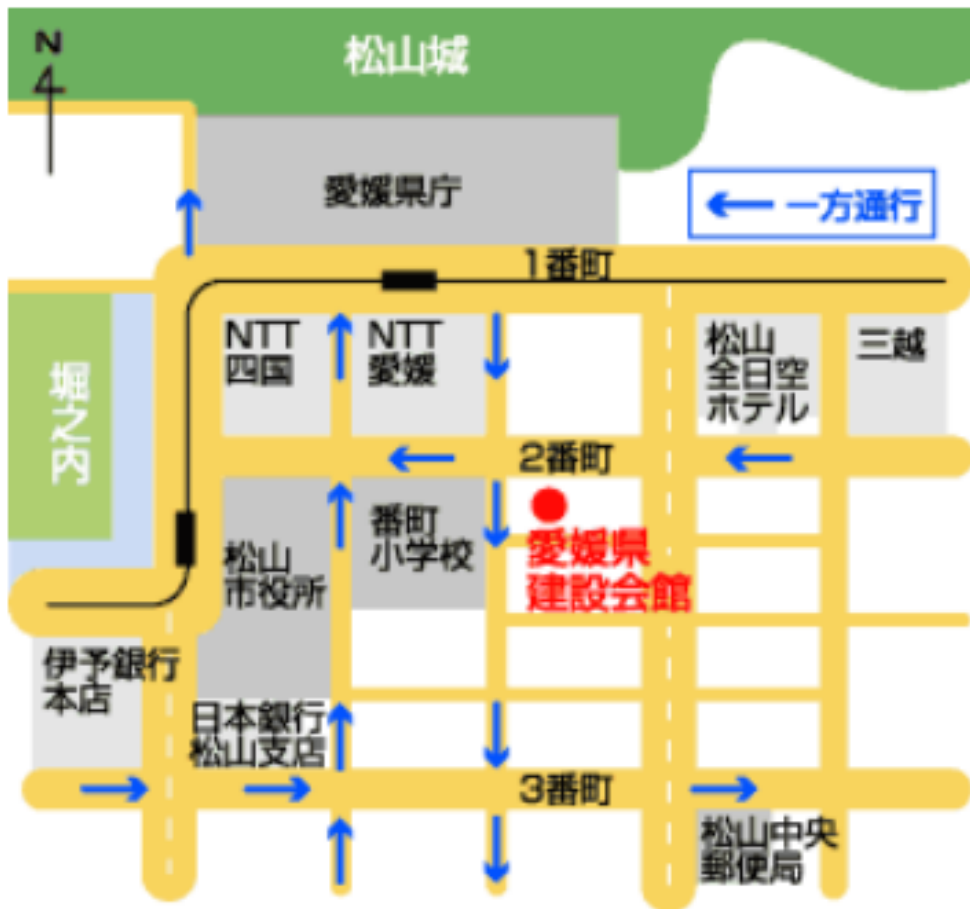 N
松山城
愛媛県庁
一方通行
1番町
NTT
四国
NTT
愛媛
松山
全日空
ホテル
三越
堀之内
2番町
番町
小学校
愛媛県
建設会館
松山
市役所
伊予銀行
本店
日本銀行
松山支店
3番町
松山中央
郵便局